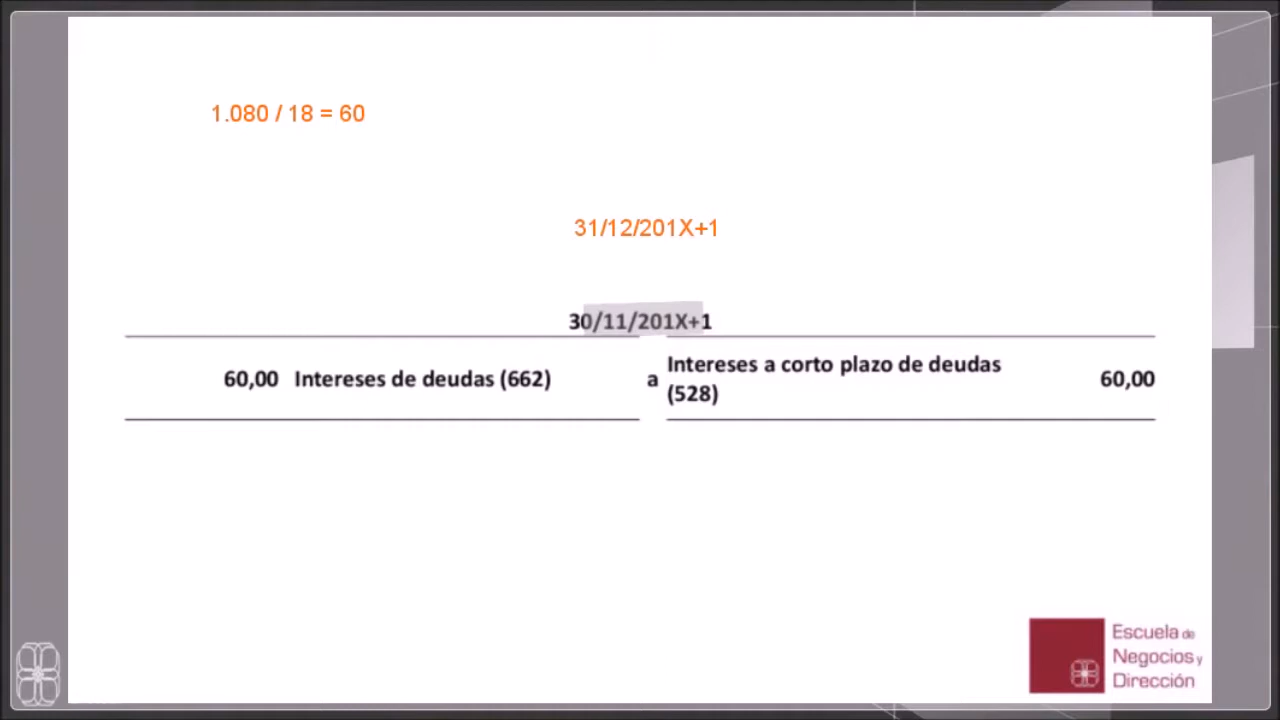 1.080 / 18 = 60
31/12/201X+1
30/11/201X+1
60,00 Intereses de deudas (662) a Intereses a corto plazo de deudas (528) 60,00
Escuela de
Negocios y
Dirección